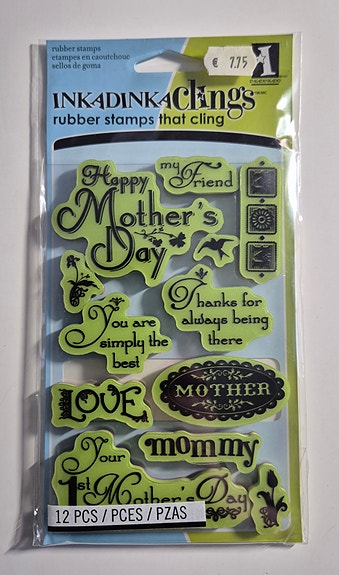 rubber stamps
etampes en caoutchouc
sellos de goma
€ 7.75
INKADINKAclings
rubber stamps that cling
Happy
Mother's
Day
my
Friend
M
M
You are
simply the
best
Thanks for
always being
there
LOVE
MOTHER
mommy
Your
1st Mother's Day
12 PCS / PCES / PZAS